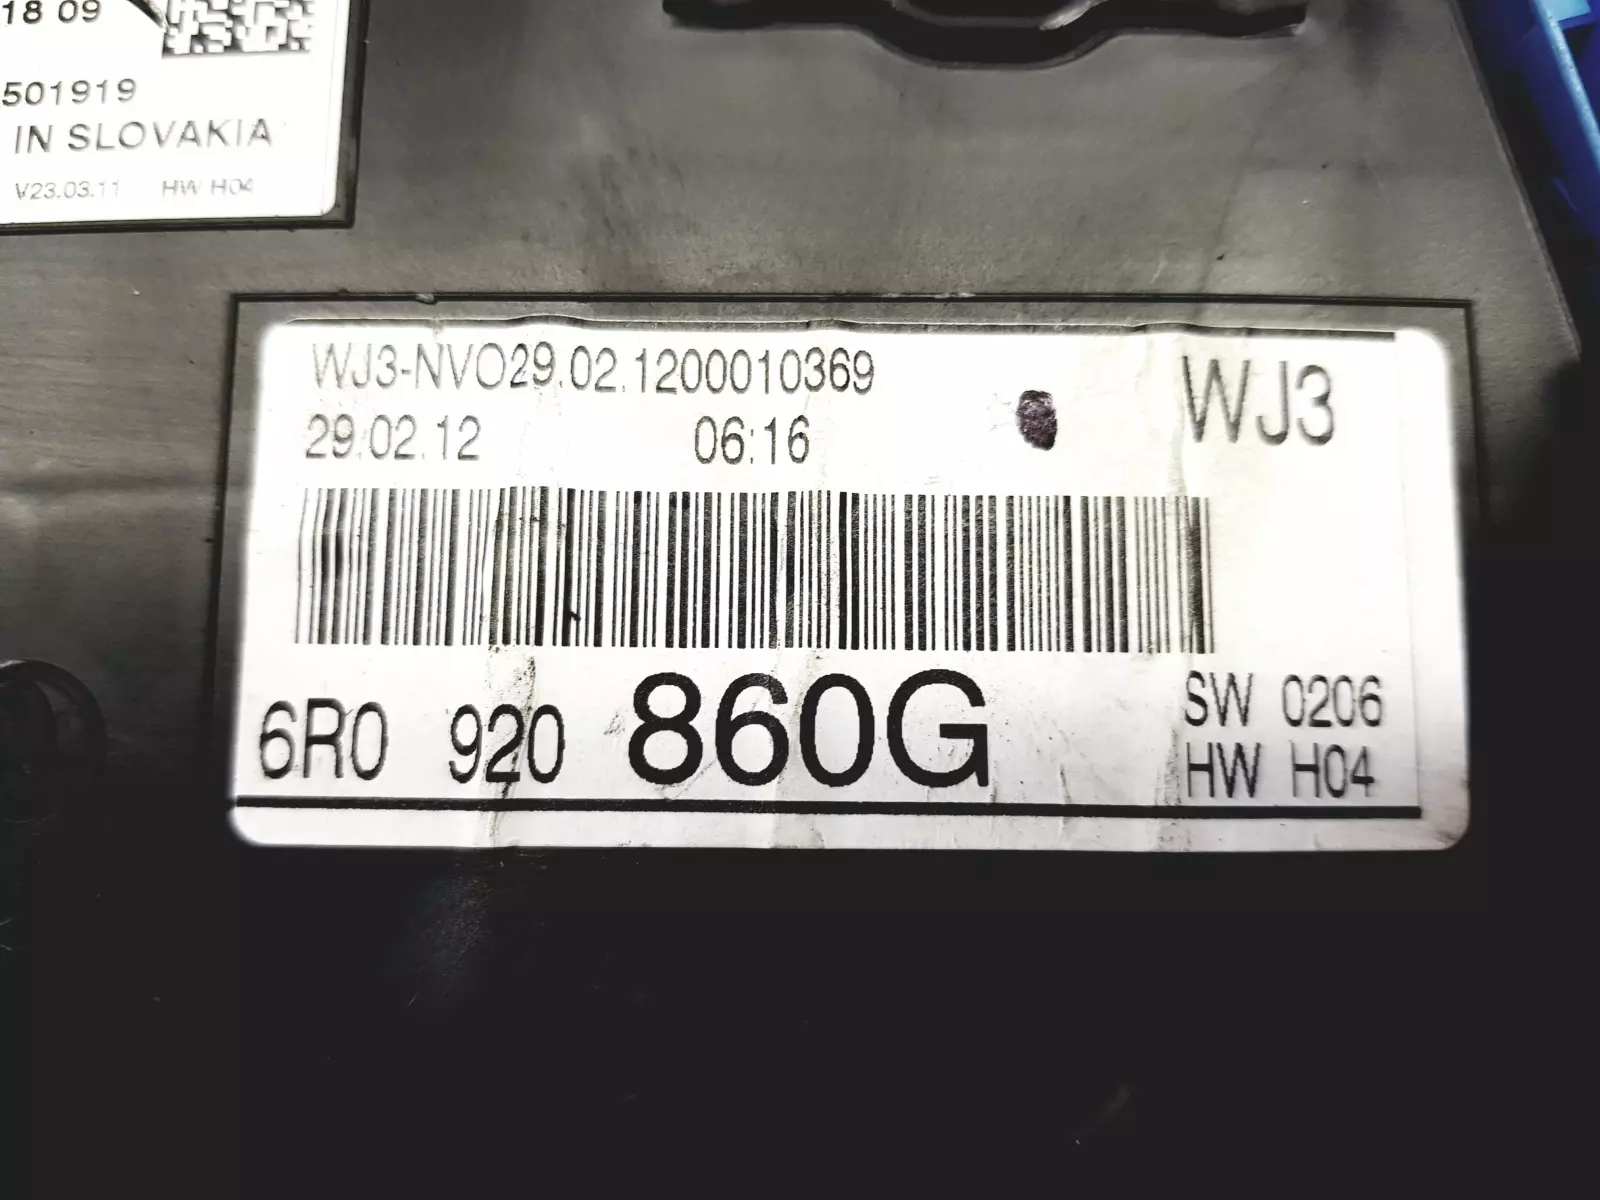 18 09
501919
IN SLOVAKIA
V23.03.11 HW H04
WJ3-NVO29.02.1200010369
29.02.12 06:16 WJ3
6R0 920 860G
SW 0206
HW H04